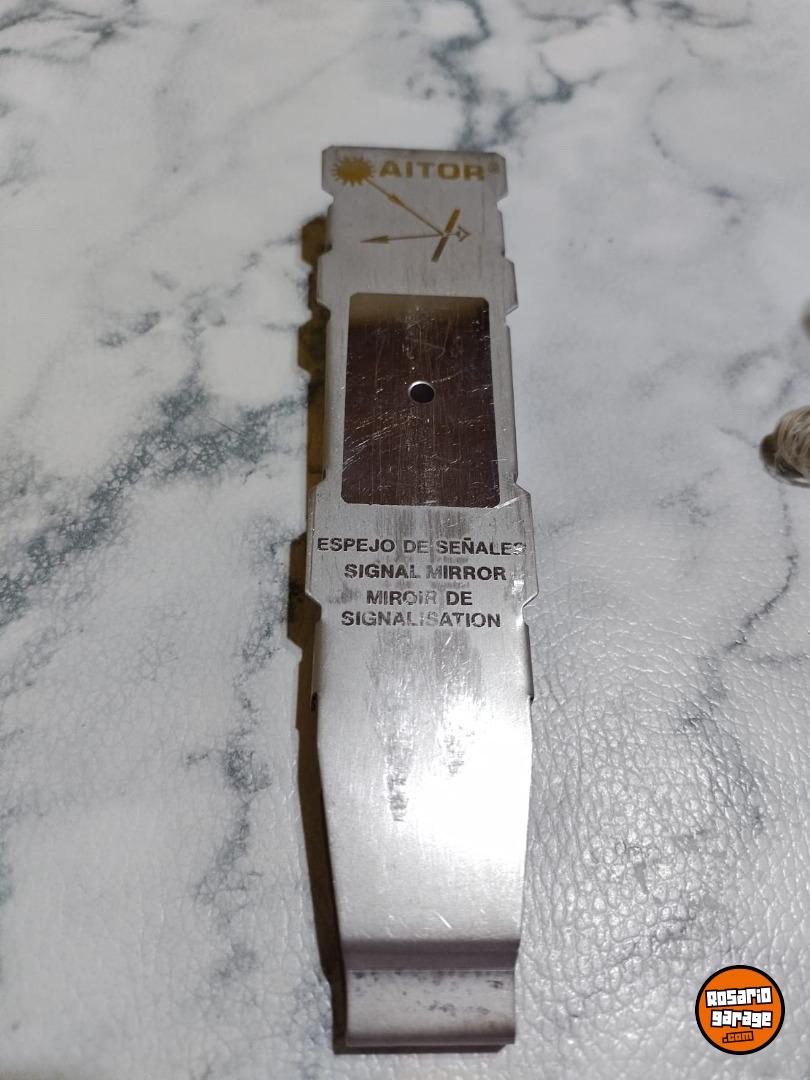 AITOR®
ESPEJO DE SEÑALES
SIGNAL MIRROR
MIROIR DE
SIGNALISATION
Rosario
garage
.com